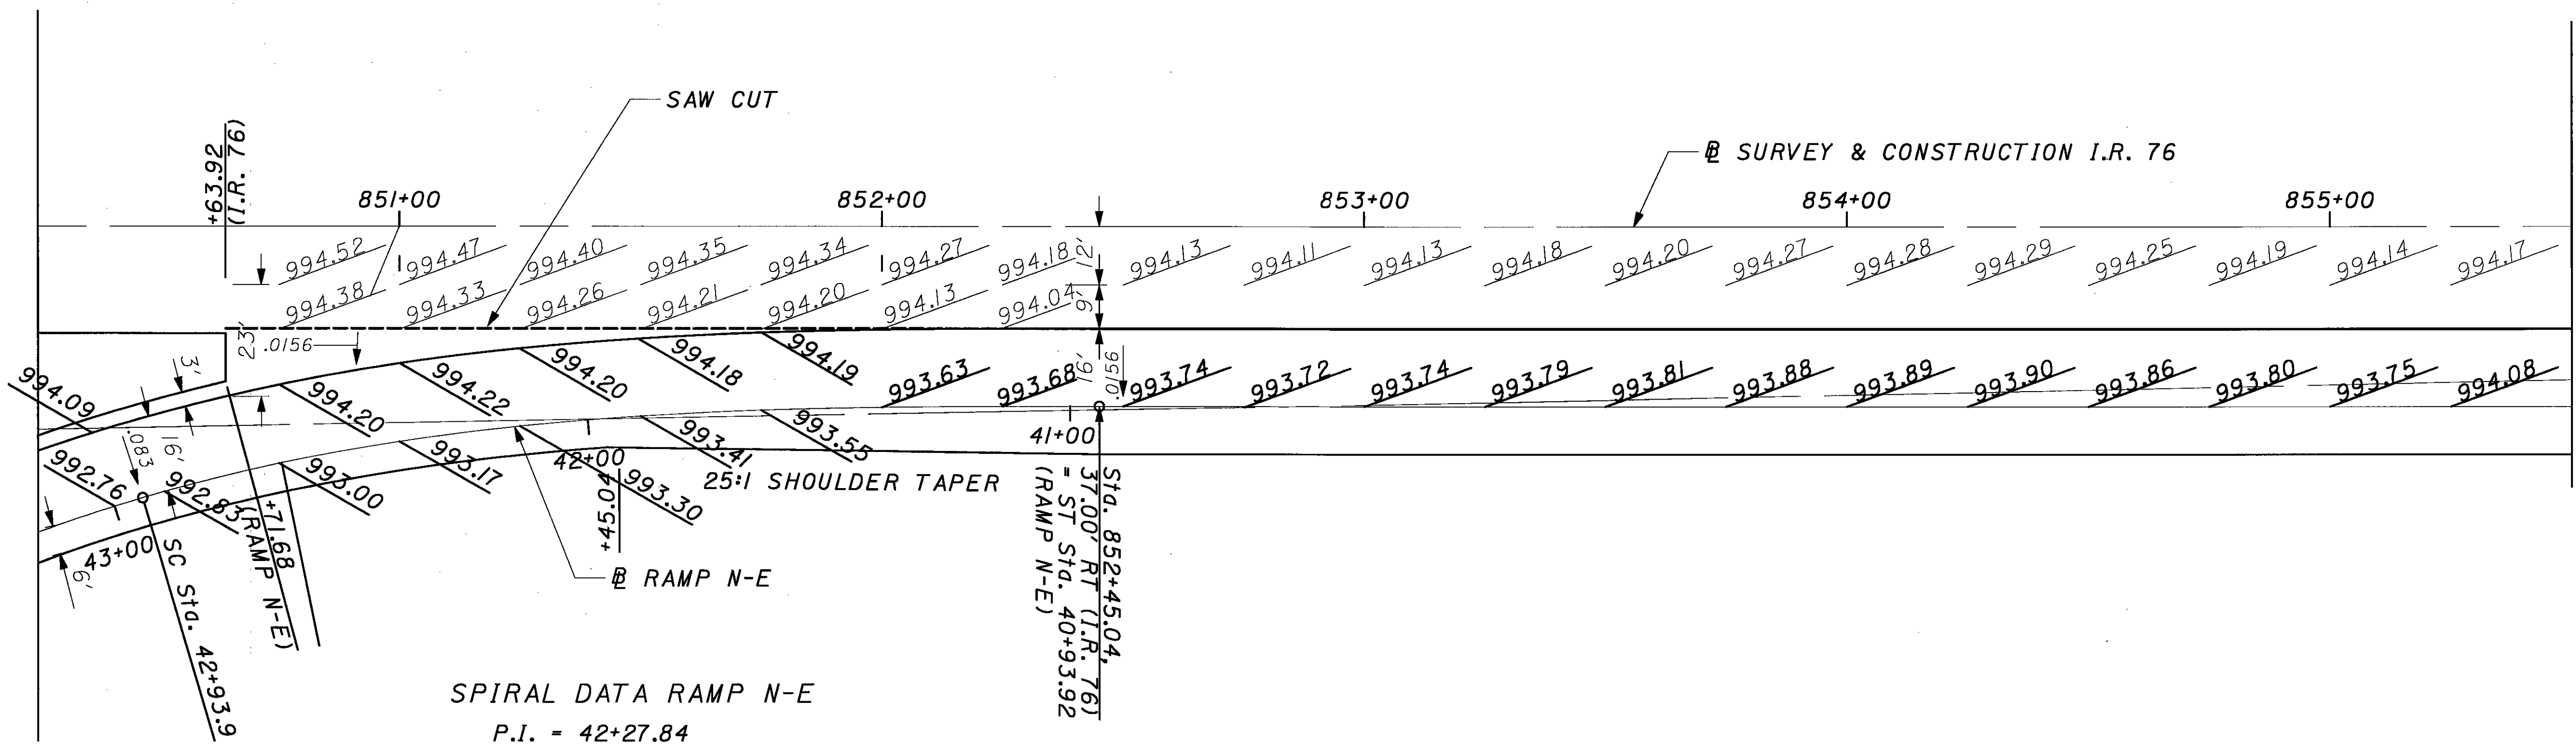 SAW CUT
+63.92
(I.R. 76)
℄ SURVEY & CONSTRUCTION I.R. 76
851+00 852+00 853+00 854+00 855+00
994.52 994.47 994.40 994.35 994.34 994.27 994.18 12' 994.13 994.11 994.13 994.18 994.20 994.27 994.28 994.29 994.25 994.19 994.14 994.17
994.38 994.33 994.26 994.21 994.20 994.13 994.04 9'
23' .0156
3' 16' .0156
994.09 994.20 994.22 994.20 994.18 994.19 993.63 993.68 993.74 993.72 993.74 993.79 993.81 993.88 993.89 993.90 993.86 993.80 993.75 994.08
.083 16'
992.76 992.83 993.00 993.17 993.30 993.41 993.55
43+00 42+00 41+00
25:1 SHOULDER TAPER
+45.04
6'
SC Sta. 42+93.9
+71.68
(RAMP N-E)
℄ RAMP N-E
Sta. 852+45.04,
37.00' RT (I.R. 76)
= ST Sta. 40+93.92
(RAMP N-E)
SPIRAL DATA RAMP N-E
P.I. = 42+27.84